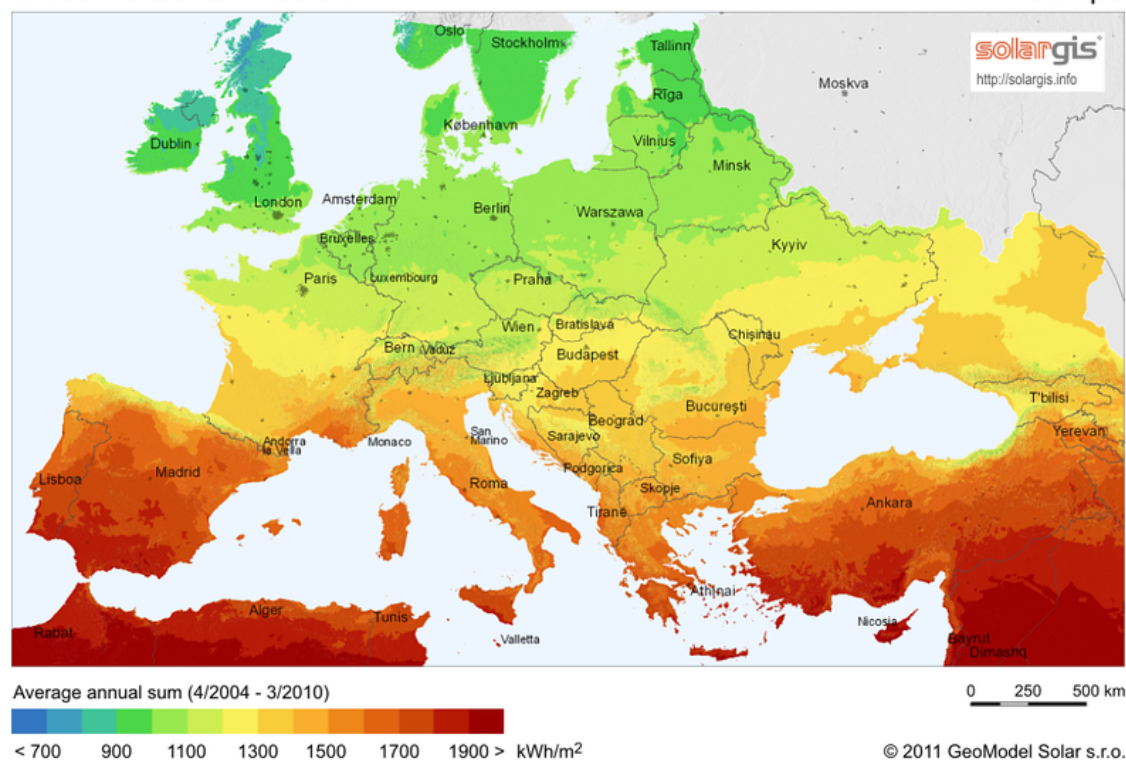 Oslo
Stockholm
Tallinn
solargis
http://solargis.info
Moskva
Rīga
København
Dublin
Vilnius
Minsk
London
Amsterdam
Berlin
Warszawa
Bruxelles
Kyyiv
Paris
Luxembourg
Praha
Wien
Bratislava
Chişinau
Bern
Vaduz
Budapest
Ljubljana
Zagreb
T'bilisi
Bucureşti
Beograd
San
Marino
Yerevan
Andorra
la Vella
Monaco
Sarajevo
Sofiya
Madrid
Podgorica
Lisboa
Roma
Skopje
Ankara
Tiranë
Athínai
Alger
Tunis
Nicosia
Rabat
Valletta
Bayrut
Dimashq
Average annual sum (4/2004 - 3/2010)
0 250 500 km
< 700 900 1100 1300 1500 1700 1900 > kWh/m²
© 2011 GeoModel Solar s.r.o.